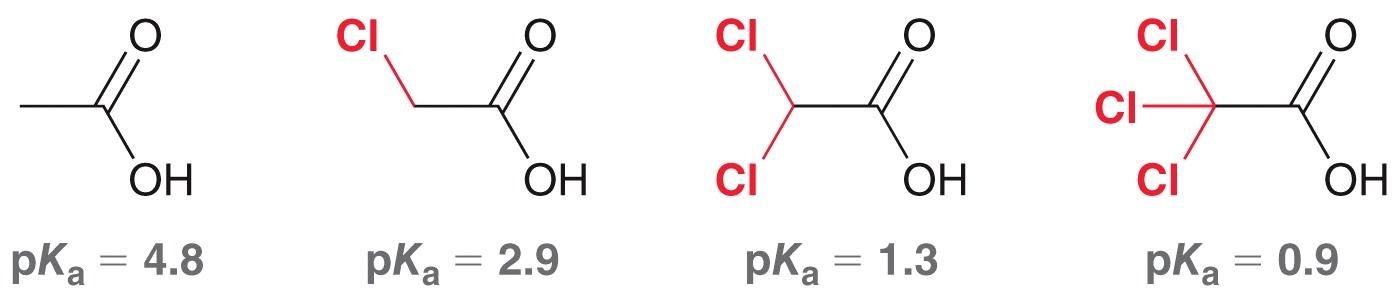 O
OH
pKa = 4.8
Cl
O
OH
pKa = 2.9
Cl
Cl
O
OH
pKa = 1.3
Cl
Cl
Cl
O
OH
pKa = 0.9